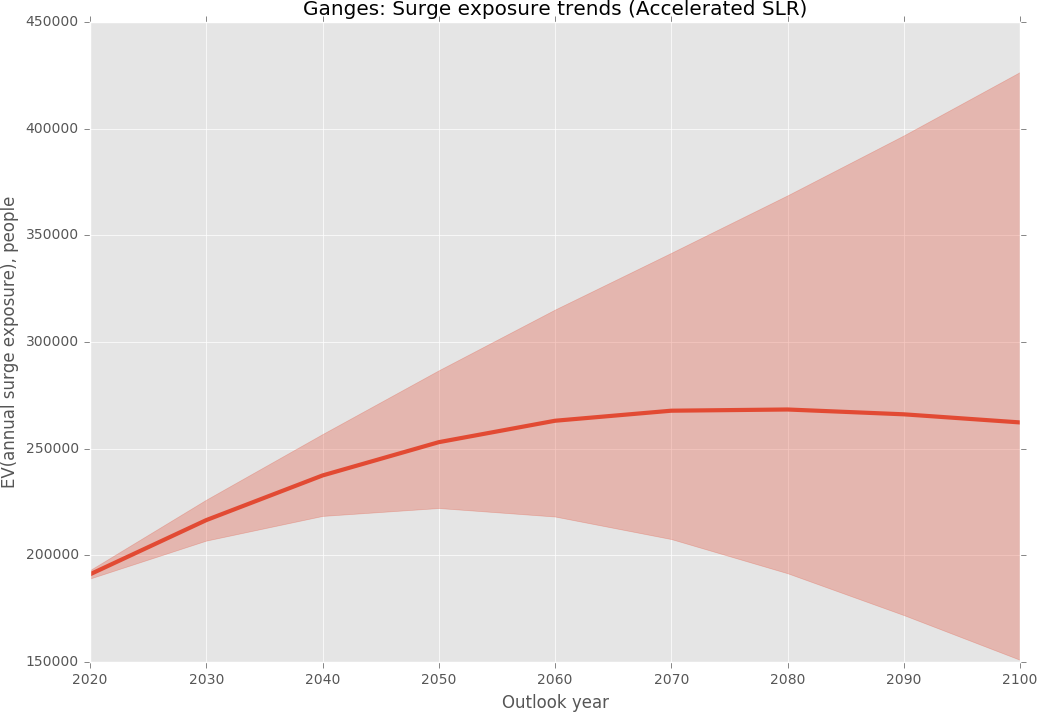 Ganges: Surge exposure trends (Accelerated SLR)
EV(annual surge exposure), people
450000
400000
350000
300000
250000
200000
150000
2020 2030 2040 2050 2060 2070 2080 2090 2100
Outlook year